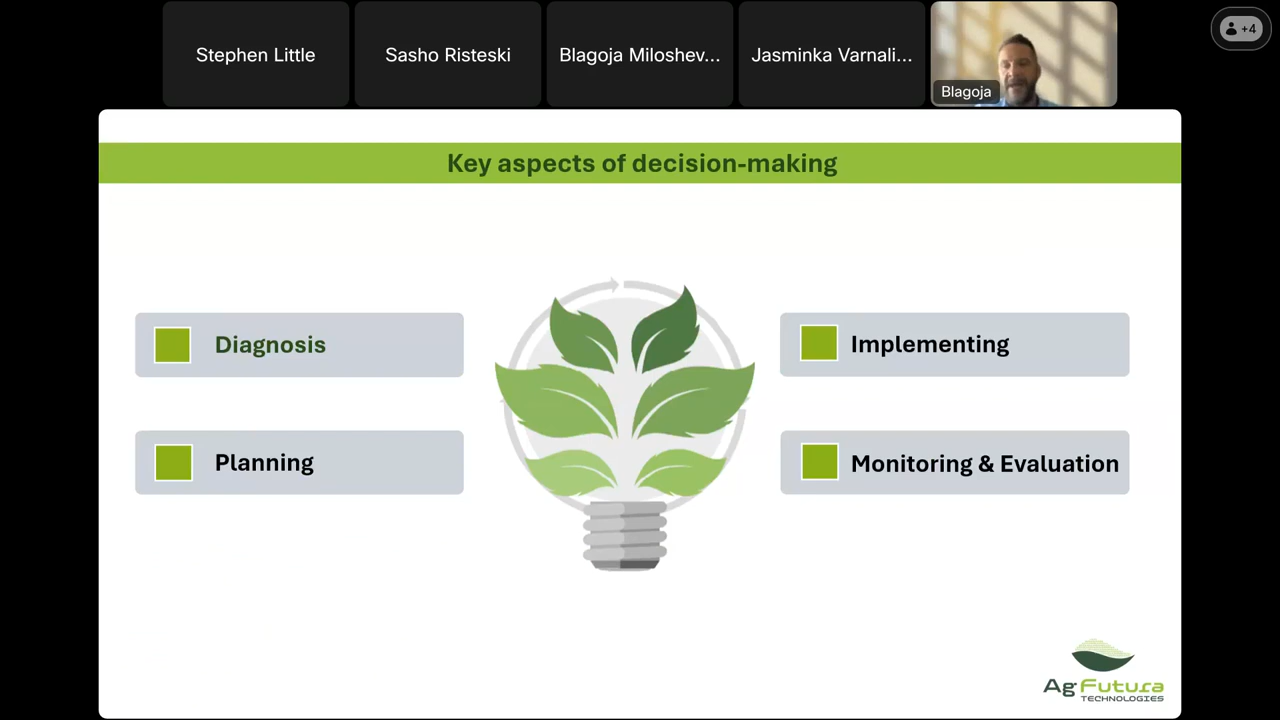 Stephen Little
Sasho Risteski
Blagoja Miloshev...
Jasminka Varnali...
Blagoja
+4
Key aspects of decision-making
Diagnosis
Implementing
Planning
Monitoring & Evaluation
AgFutura
TECHNOLOGIES